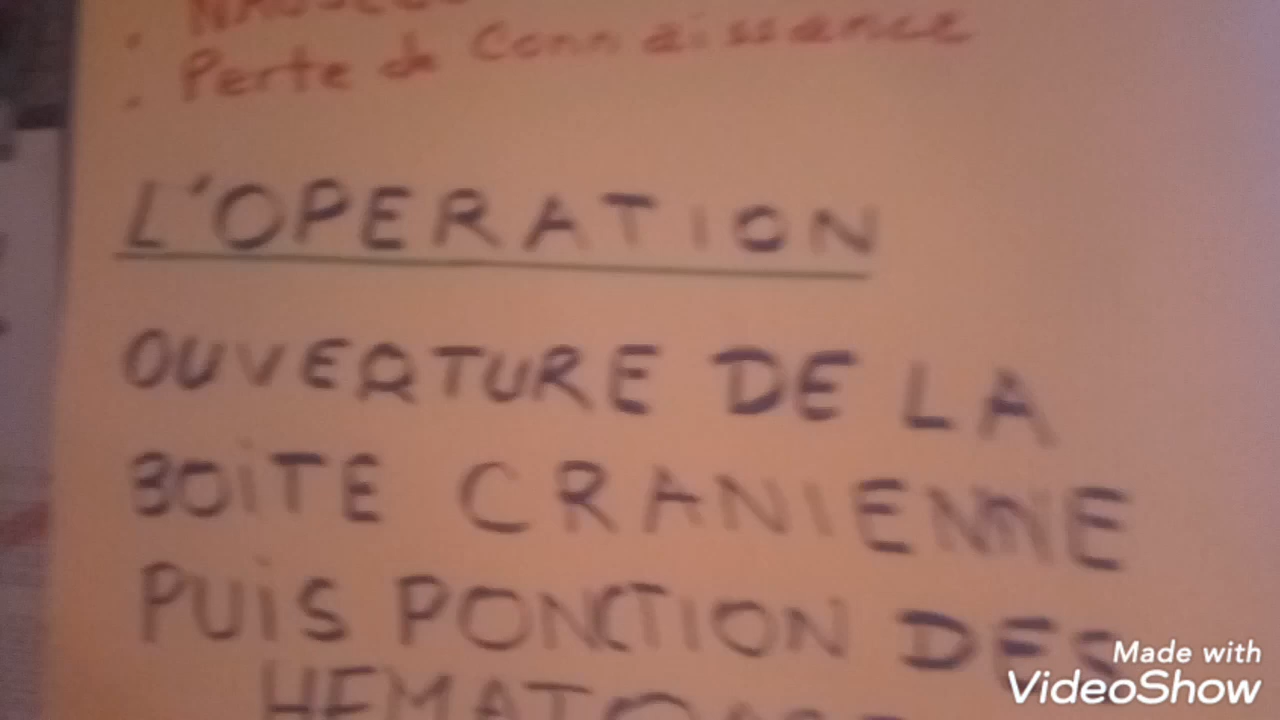 . Perte de Connaissance
L'OPERATION
OUVERTURE DE LA
BOiTE CRANIENNE
PUiS PONCTION DES
Made with
VideoShow